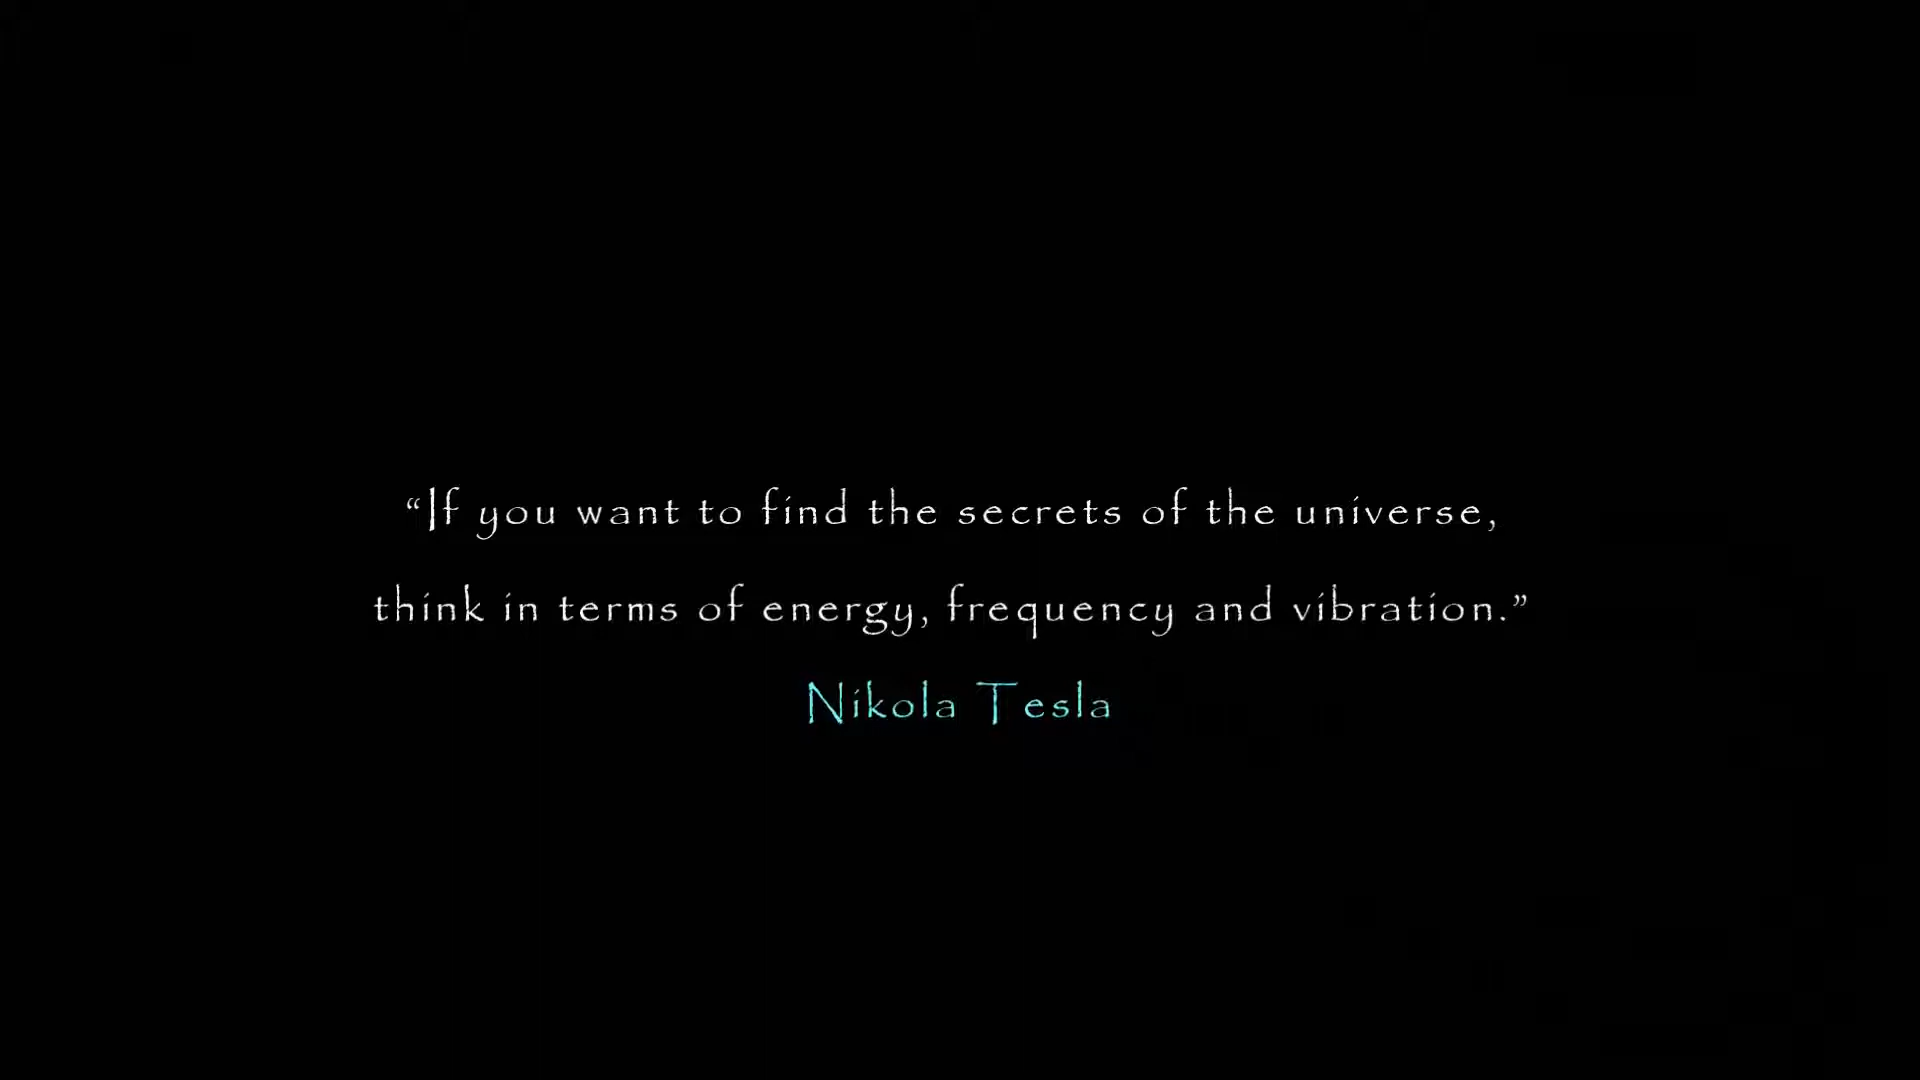 “If you want to find the secrets of the universe,
think in terms of energy, frequency and vibration.”
Nikola Tesla